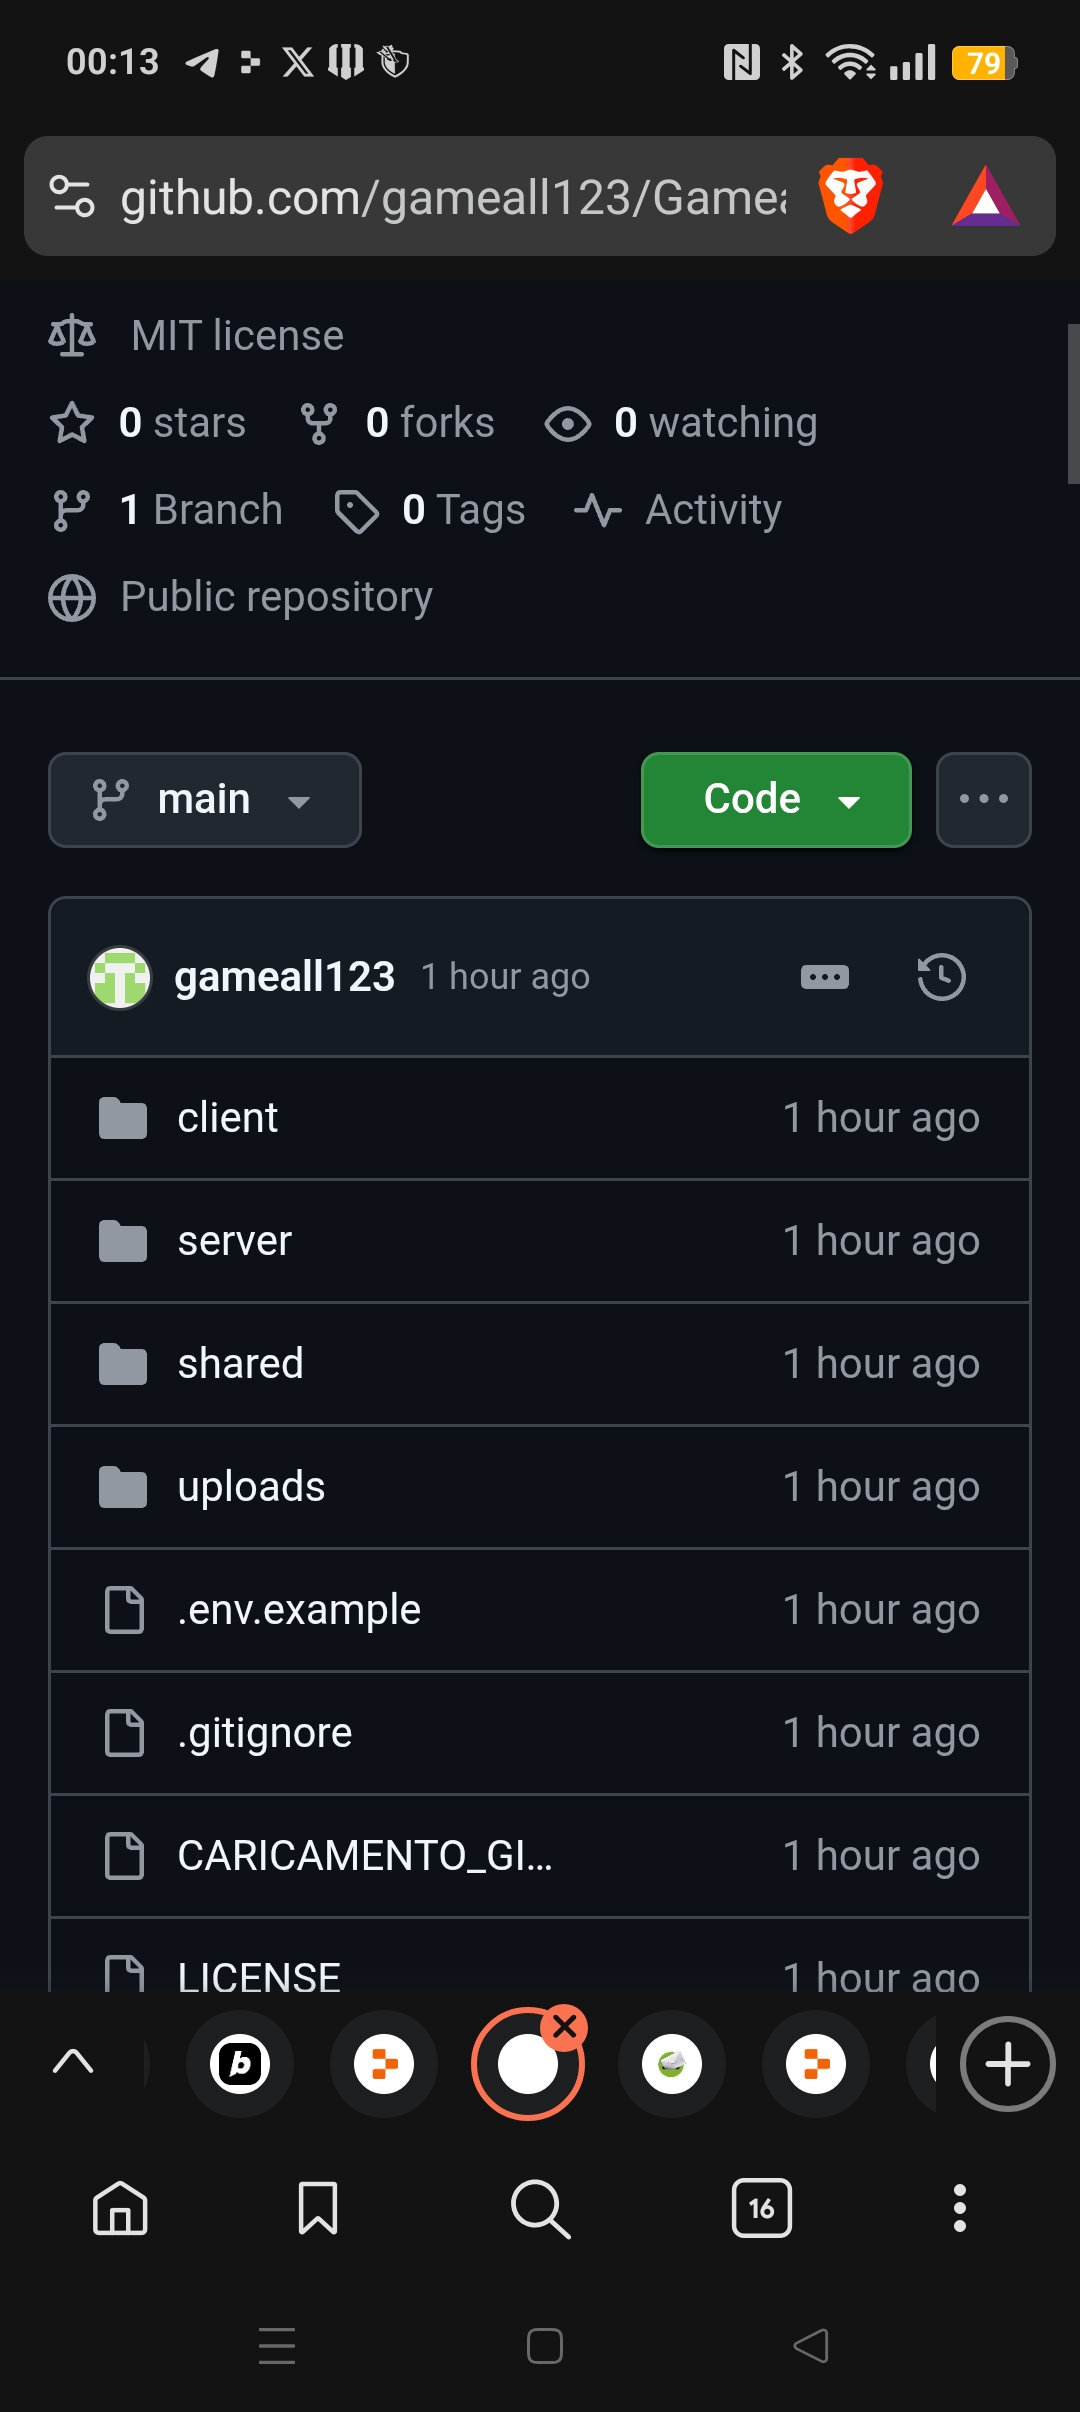 00:13
79
github.com/gameall123/Gamea
MIT license
0 stars 0 forks 0 watching
1 Branch 0 Tags Activity
Public repository
main Code
gameall123 1 hour ago
client 1 hour ago
server 1 hour ago
shared 1 hour ago
uploads 1 hour ago
.env.example 1 hour ago
.gitignore 1 hour ago
CARICAMENTO_GI... 1 hour ago
LICENSE 1 hour ago
b
16